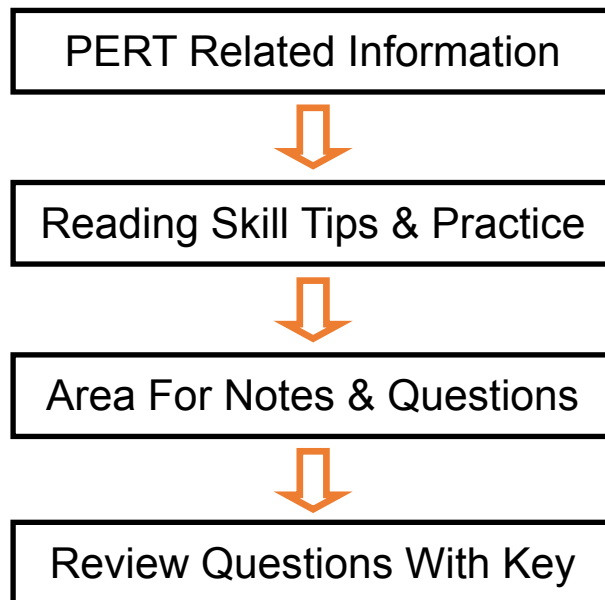 PERT Related Information
Reading Skill Tips & Practice
Area For Notes & Questions
Review Questions With Key